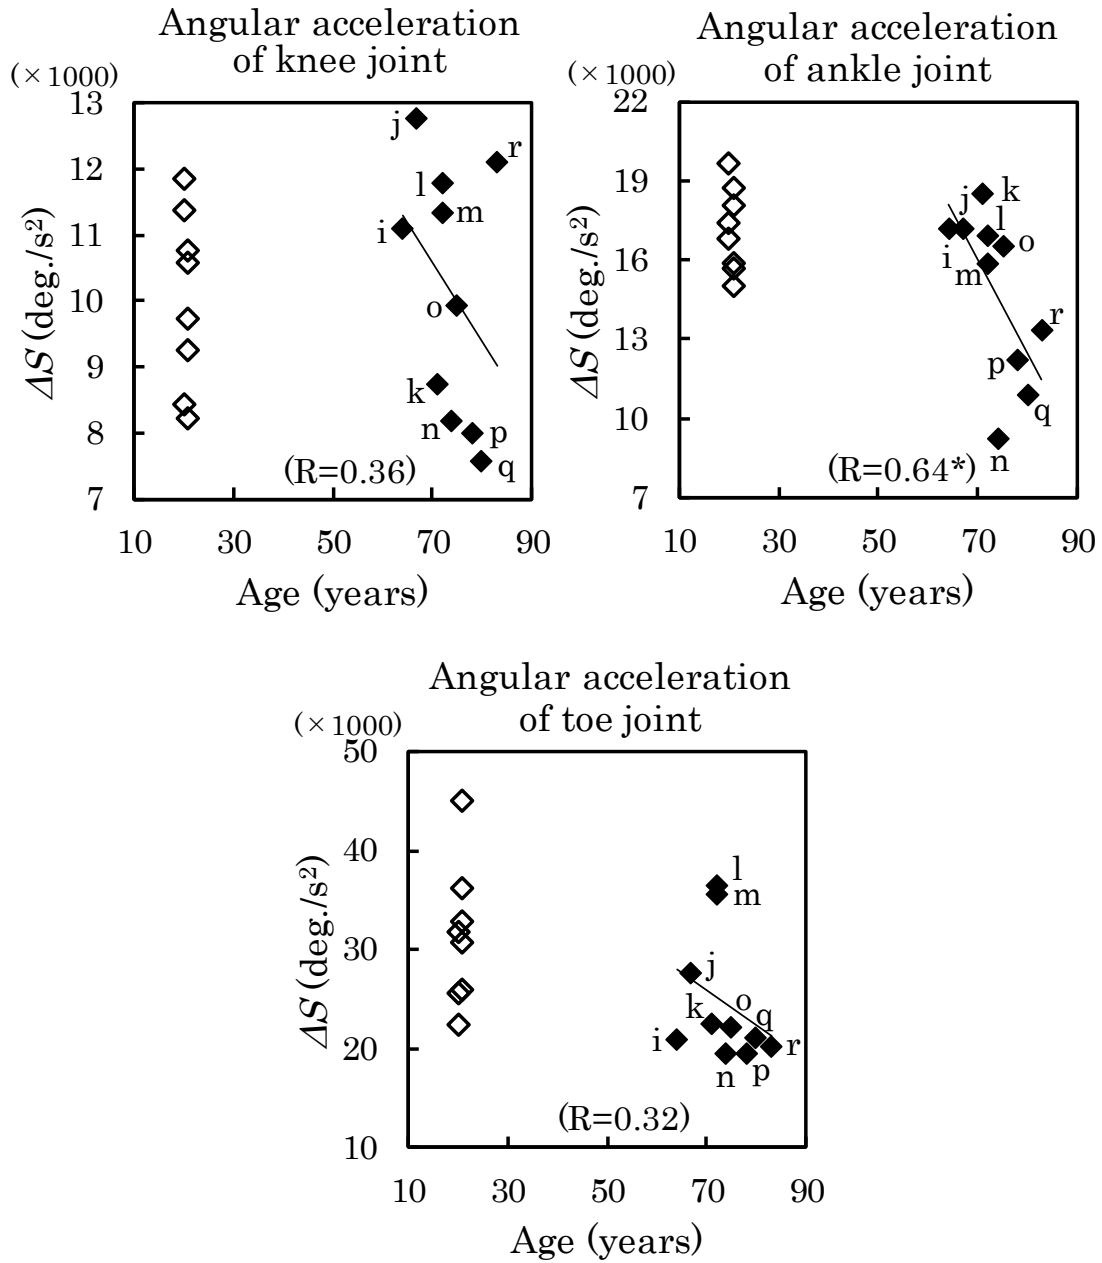 Angular acceleration
of knee joint
(×1000)
13
12
11
10
9
8
7
ΔS (deg./s²)
j
r
l
m
i
o
k
n
p
q
(R=0.36)
10 30 50 70 90
Age (years)
Angular acceleration
of ankle joint
(×1000)
22
19
16
13
10
7
ΔS (deg./s²)
j
k
l
i
o
m
r
p
q
n
(R=0.64*)
10 30 50 70 90
Age (years)
Angular acceleration
of toe joint
(×1000)
50
40
30
20
10
ΔS (deg./s²)
l
m
j
k
o
q
i
r
n
p
(R=0.32)
10 30 50 70 90
Age (years)